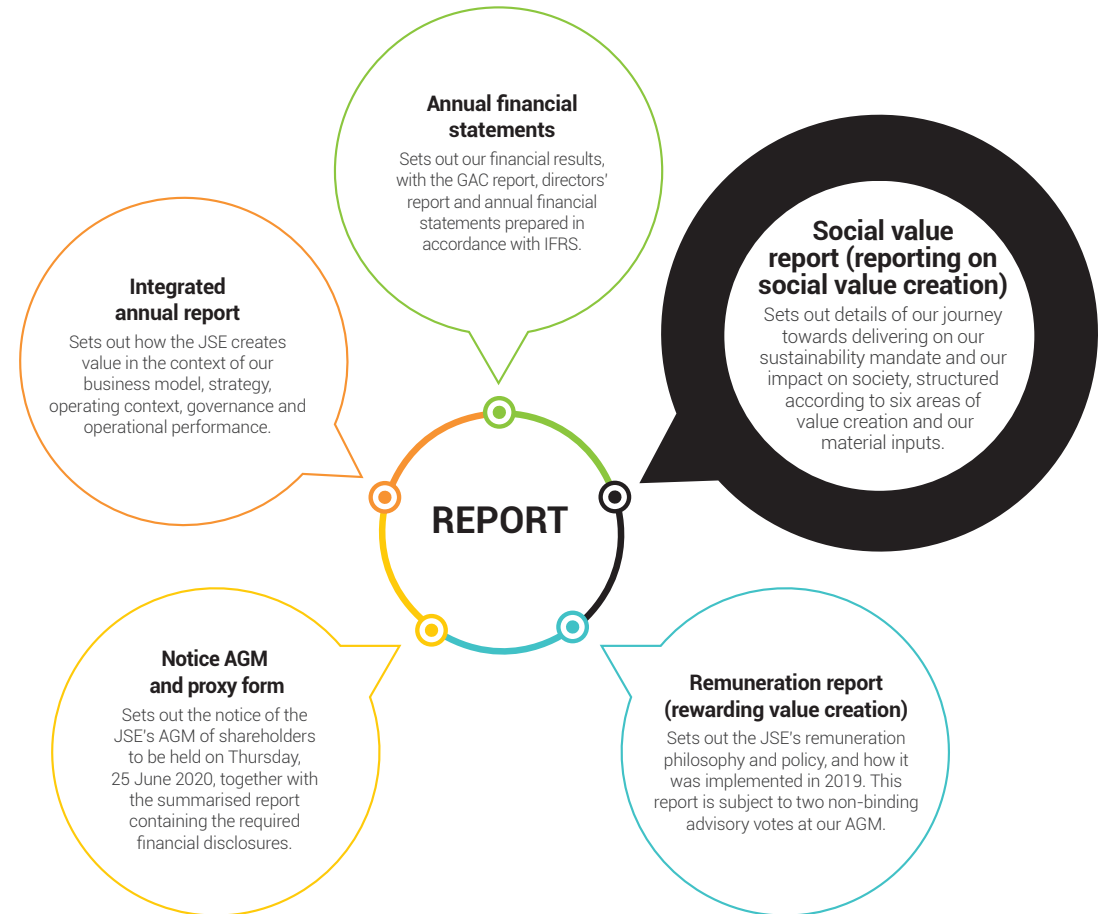 Annual financial
statements
Sets out our financial results,
with the GAC report, directors'
report and annual financial
statements prepared in
accordance with IFRS.
Social value
report (reporting on
social value creation)
Sets out details of our journey
towards delivering on our
sustainability mandate and our
impact on society, structured
according to six areas of
value creation and our
material inputs.
Integrated
annual report
Sets out how the JSE creates
value in the context of our
business model, strategy,
operating context, governance and
operational performance.
REPORT
Notice AGM
and proxy form
Sets out the notice of the
JSE's AGM of shareholders
to be held on Thursday,
25 June 2020, together with
the summarised report
containing the required
financial disclosures.
Remuneration report
(rewarding value creation)
Sets out the JSE's remuneration
philosophy and policy, and how it
was implemented in 2019. This
report is subject to two non-binding
advisory votes at our AGM.